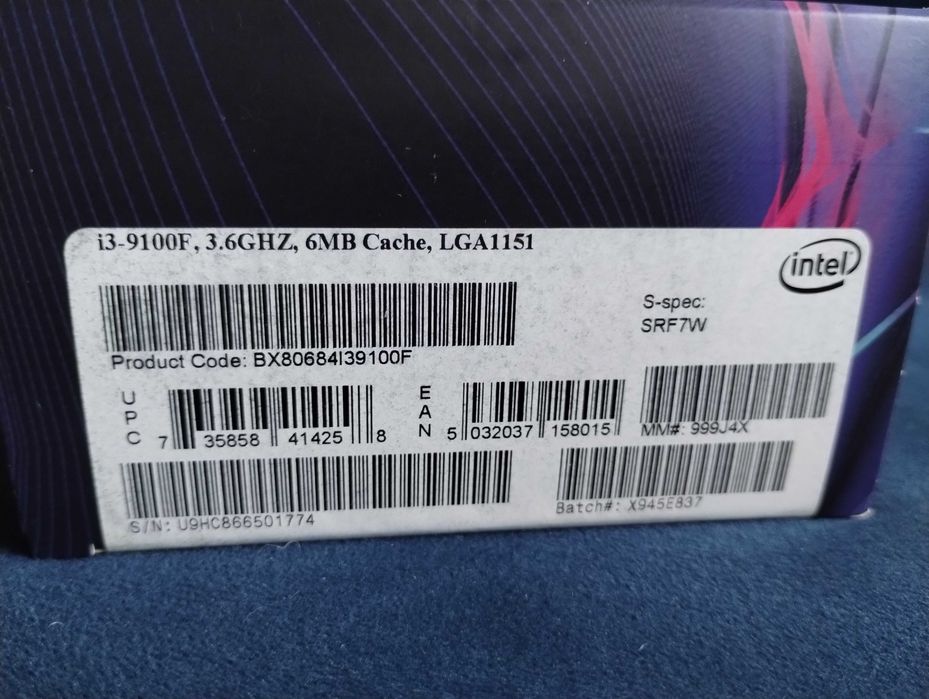 i3-9100F, 3.6GHZ, 6MB Cache, LGA1151
intel
S-spec:
SRF7W
Product Code: BX80684I39100F
UPC 7 35858 41425 8
EAN 5 032037 158015
MM#: 999J4X
S/N: U9HC866501774
Batch#: X945E837